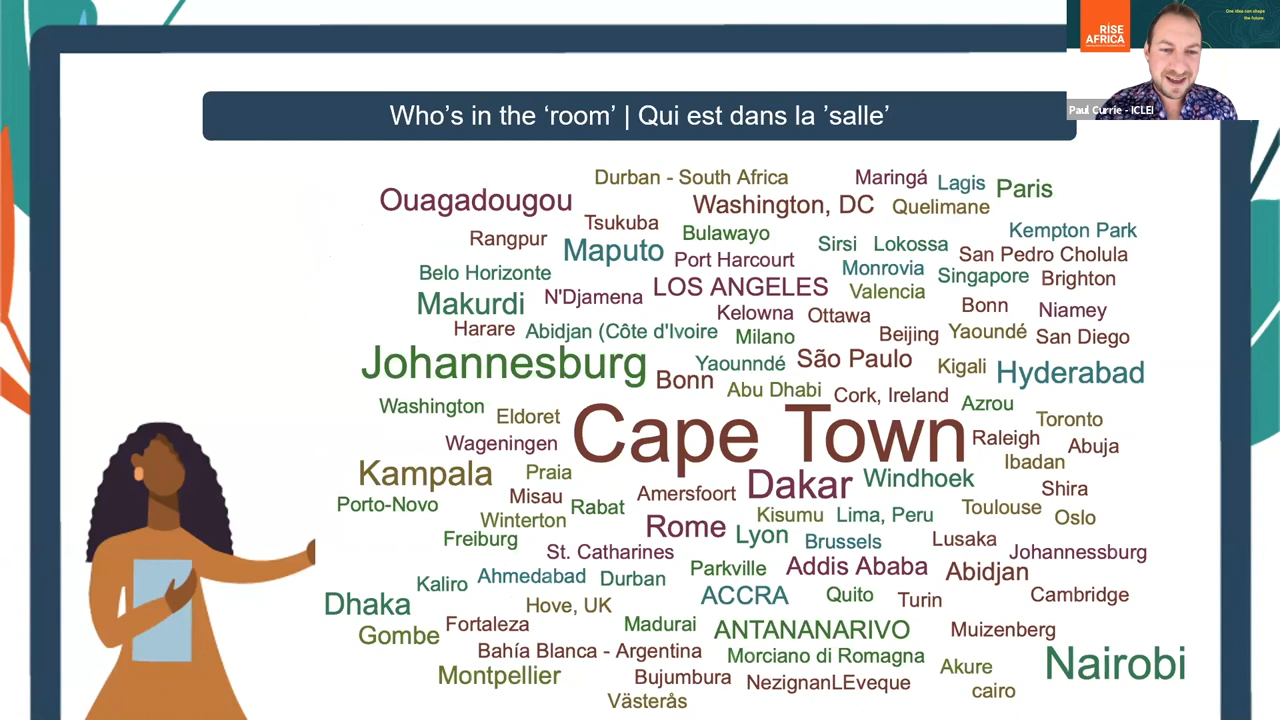 One idea can shape
the future.
RISE
AFRICA
Paul Currie - ICLEI
Who's in the 'room' | Qui est dans la 'salle'
Durban - South Africa
Maringá
Lagis
Paris
Ouagadougou
Washington, DC
Quelimane
Tsukuba
Rangpur
Bulawayo
Kempton Park
Maputo
Sirsi
Lokossa
San Pedro Cholula
Port Harcourt
Belo Horizonte
Monrovia
Singapore
Brighton
LOS ANGELES
Valencia
Makurdi
N'Djamena
Kelowna
Ottawa
Bonn
Niamey
Harare
Abidjan (Côte d'Ivoire
Milano
Beijing
Yaoundé
San Diego
Johannesburg
Yaounndé
São Paulo
Kigali
Hyderabad
Bonn
Abu Dhabi
Cork, Ireland
Azrou
Washington
Eldoret
Cape Town
Toronto
Wageningen
Raleigh
Abuja
Kampala
Praia
Ibadan
Dakar
Windhoek
Porto-Novo
Misau
Rabat
Amersfoort
Shira
Winterton
Kisumu
Lima, Peru
Toulouse
Oslo
Rome
Lyon
Freiburg
Brussels
Lusaka
St. Catharines
Johannessburg
Kaliro
Ahmedabad
Durban
Parkville
Addis Ababa
Abidjan
Dhaka
Hove, UK
ACCRA
Quito
Turin
Cambridge
Gombe
Fortaleza
Madurai
ANTANANARIVO
Muizenberg
Bahía Blanca - Argentina
Morciano di Romagna
Akure
Nairobi
Montpellier
Bujumbura
NezignanLEveque
cairo
Västerås